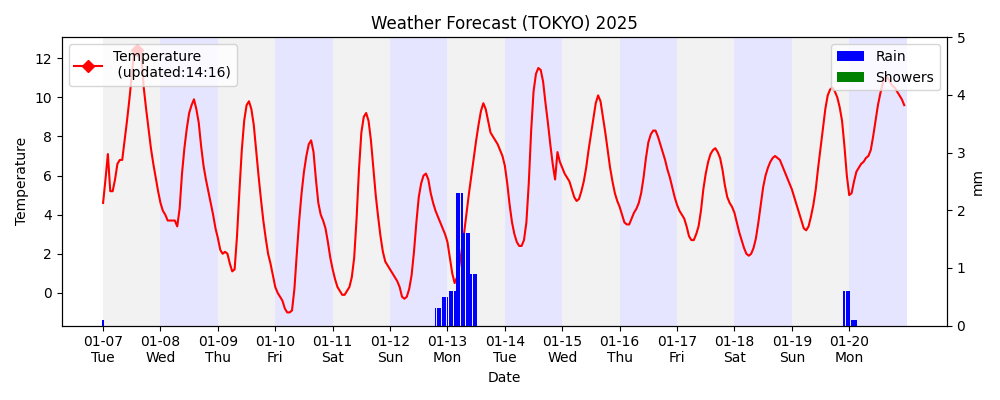 Weather Forecast (TOKYO) 2025
Temperature
(updated:14:16)
Rain
Showers
Temperature
12
10
8
6
4
2
0
5
4
3
2
1
0
mm
01-07 01-08 01-09 01-10 01-11 01-12 01-13 01-14 01-15 01-16 01-17 01-18 01-19 01-20
Tue Wed Thu Fri Sat Sun Mon Tue Wed Thu Fri Sat Sun Mon
Date